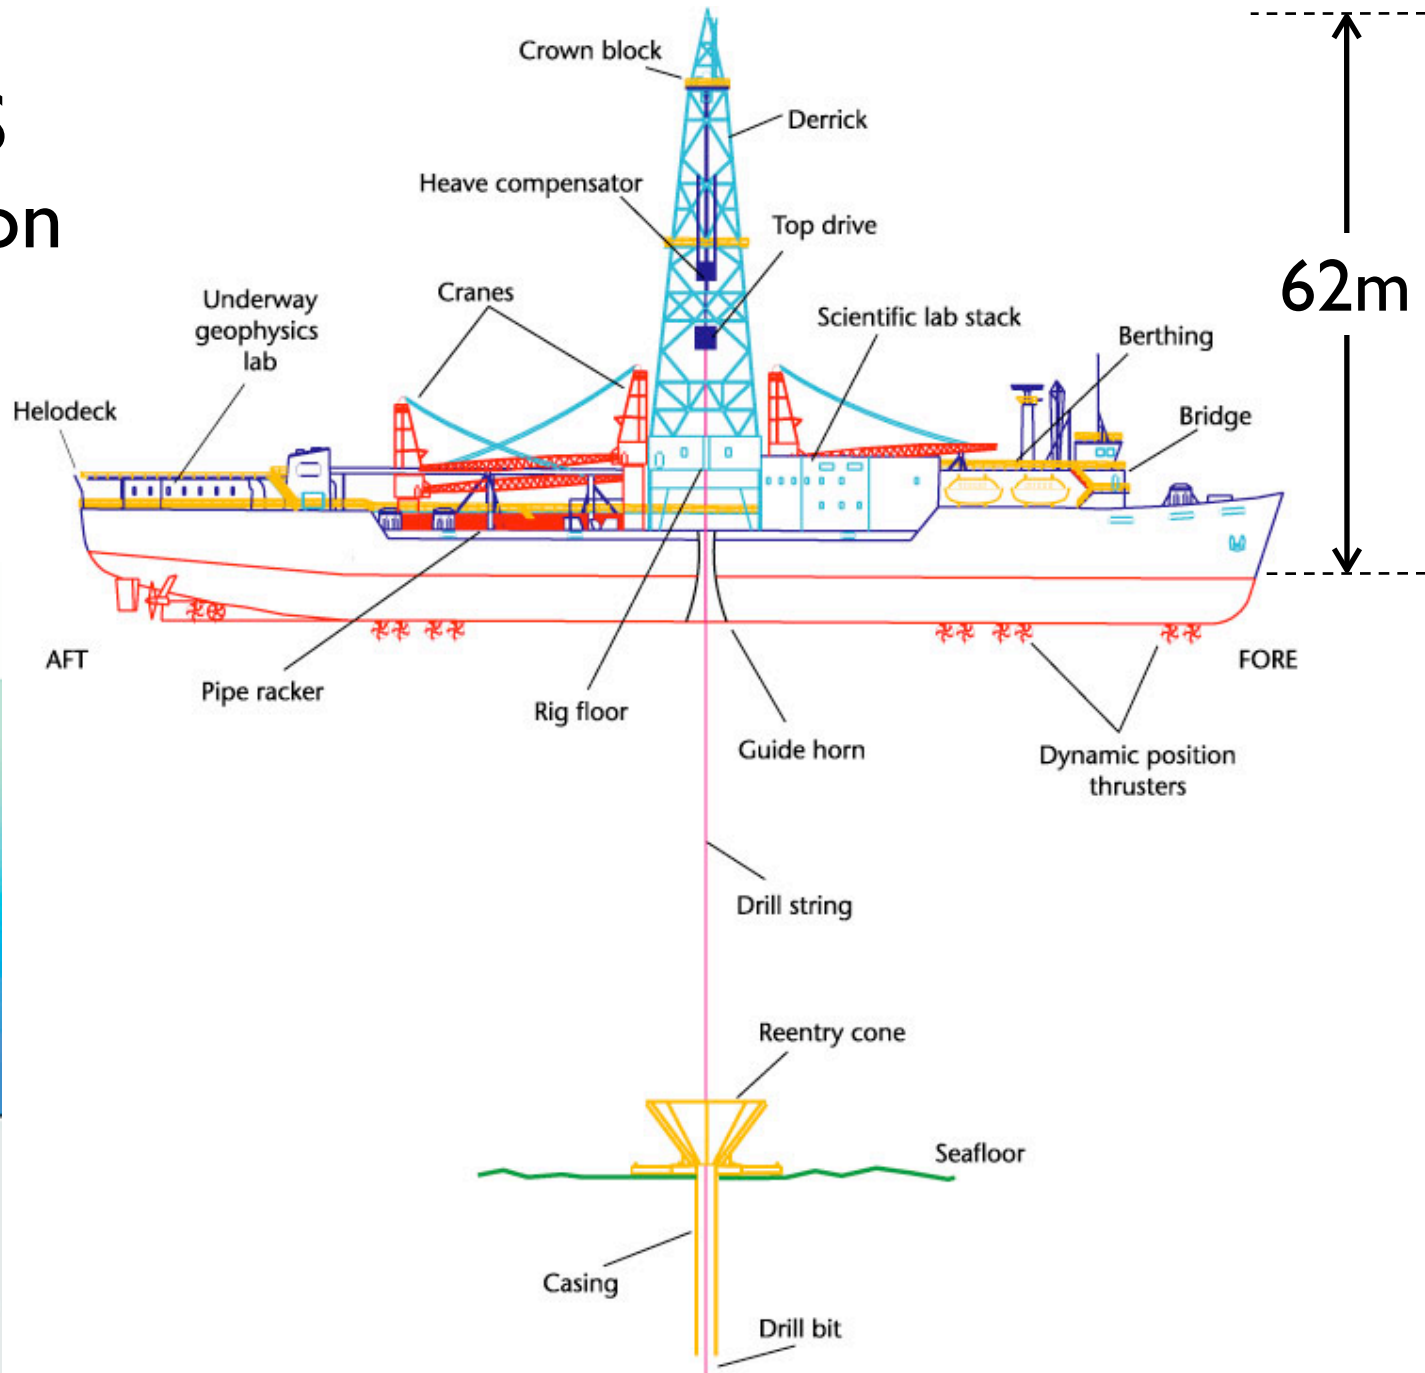 Crown block
Derrick
on
Heave compensator
Top drive
62m
Underway
geophysics
lab
Cranes
Scientific lab stack
Berthing
Helodeck
Bridge
AFT
FORE
Pipe racker
Rig floor
Guide horn
Dynamic position
thrusters
Drill string
Reentry cone
Seafloor
Casing
Drill bit